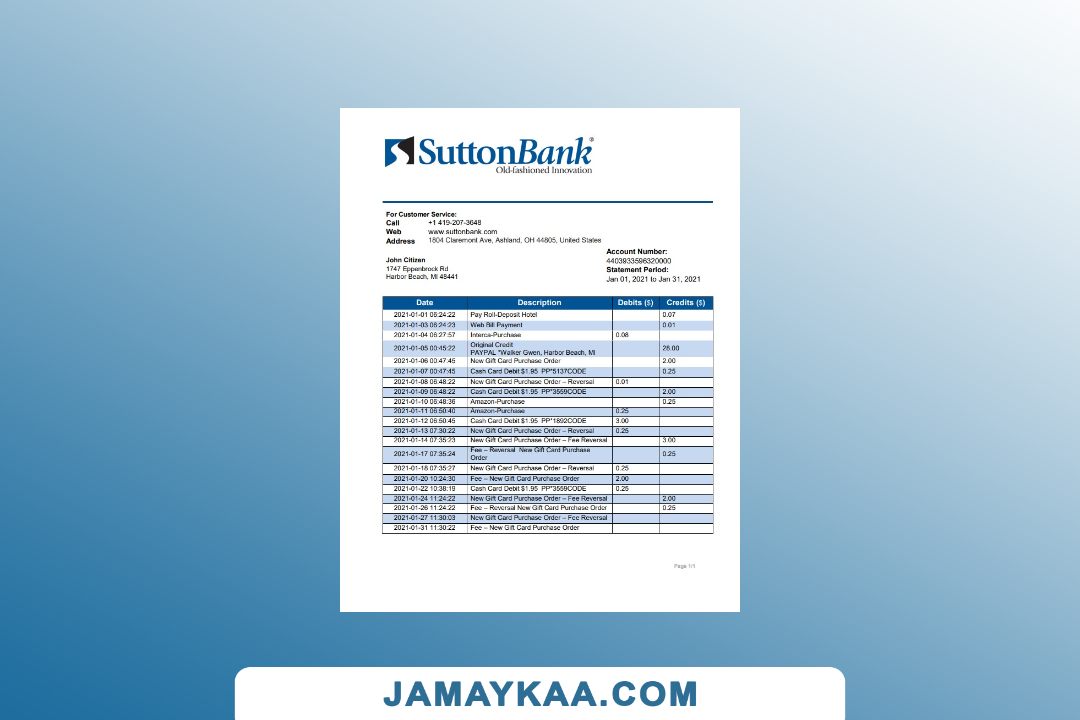 SuttonBank®
Old-fashioned Innovation
For Customer Service:
Call +1 419-207-3648
Web www.suttonbank.com
Address 1804 Claremont Ave, Ashland, OH 44805, United States
Account Number:
4403933596320000
Statement Period:
Jan 01, 2021 to Jan 31, 2021
John Citizen
1747 Eppenbrock Rd
Harbor Beach, MI 48441
Date Description Debits ($) Credits ($)
2021-01-01 06:24:22 Pay Roll-Deposit Hotel 0.07
2021-01-03 06:24:23 Web Bill Payment 0.01
2021-01-04 06:27:57 Interca-Purchase 0.08
2021-01-05 00:45:22 Original Credit 28.00
PAYPAL *Walker Gwen, Harbor Beach, MI
2021-01-06 00:47:45 New Gift Card Purchase Order 2.00
2021-01-07 00:47:45 Cash Card Debit $1.95 PP*5137CODE 0.25
2021-01-08 06:48:22 New Gift Card Purchase Order – Reversal 0.01
2021-01-09 06:48:22 Cash Card Debit $1.95 PP*3559CODE 2.00
2021-01-10 06:48:36 Amazon-Purchase 0.25
2021-01-11 06:50:40 Amazon-Purchase 0.25
2021-01-12 06:50:45 Cash Card Debit $1.95 PP*1892CODE 3.00
2021-01-13 07:30:22 New Gift Card Purchase Order – Reversal 0.25
2021-01-14 07:35:23 New Gift Card Purchase Order – Fee Reversal 3.00
2021-01-17 07:35:24 Fee – Reversal New Gift Card Purchase 0.25
Order
2021-01-18 07:35:27 New Gift Card Purchase Order – Reversal 0.25
2021-01-20 10:24:30 Fee – New Gift Card Purchase Order 2.00
2021-01-22 10:38:19 Cash Card Debit $1.95 PP*3559CODE 0.25
2021-01-24 11:24:22 New Gift Card Purchase Order – Fee Reversal 2.00
2021-01-26 11:24:22 Fee – Reversal New Gift Card Purchase Order 0.25
2021-01-27 11:30:03 New Gift Card Purchase Order – Fee Reversal
2021-01-31 11:30:22 Fee – New Gift Card Purchase Order
Page 1/1
JAMAYKAA.COM